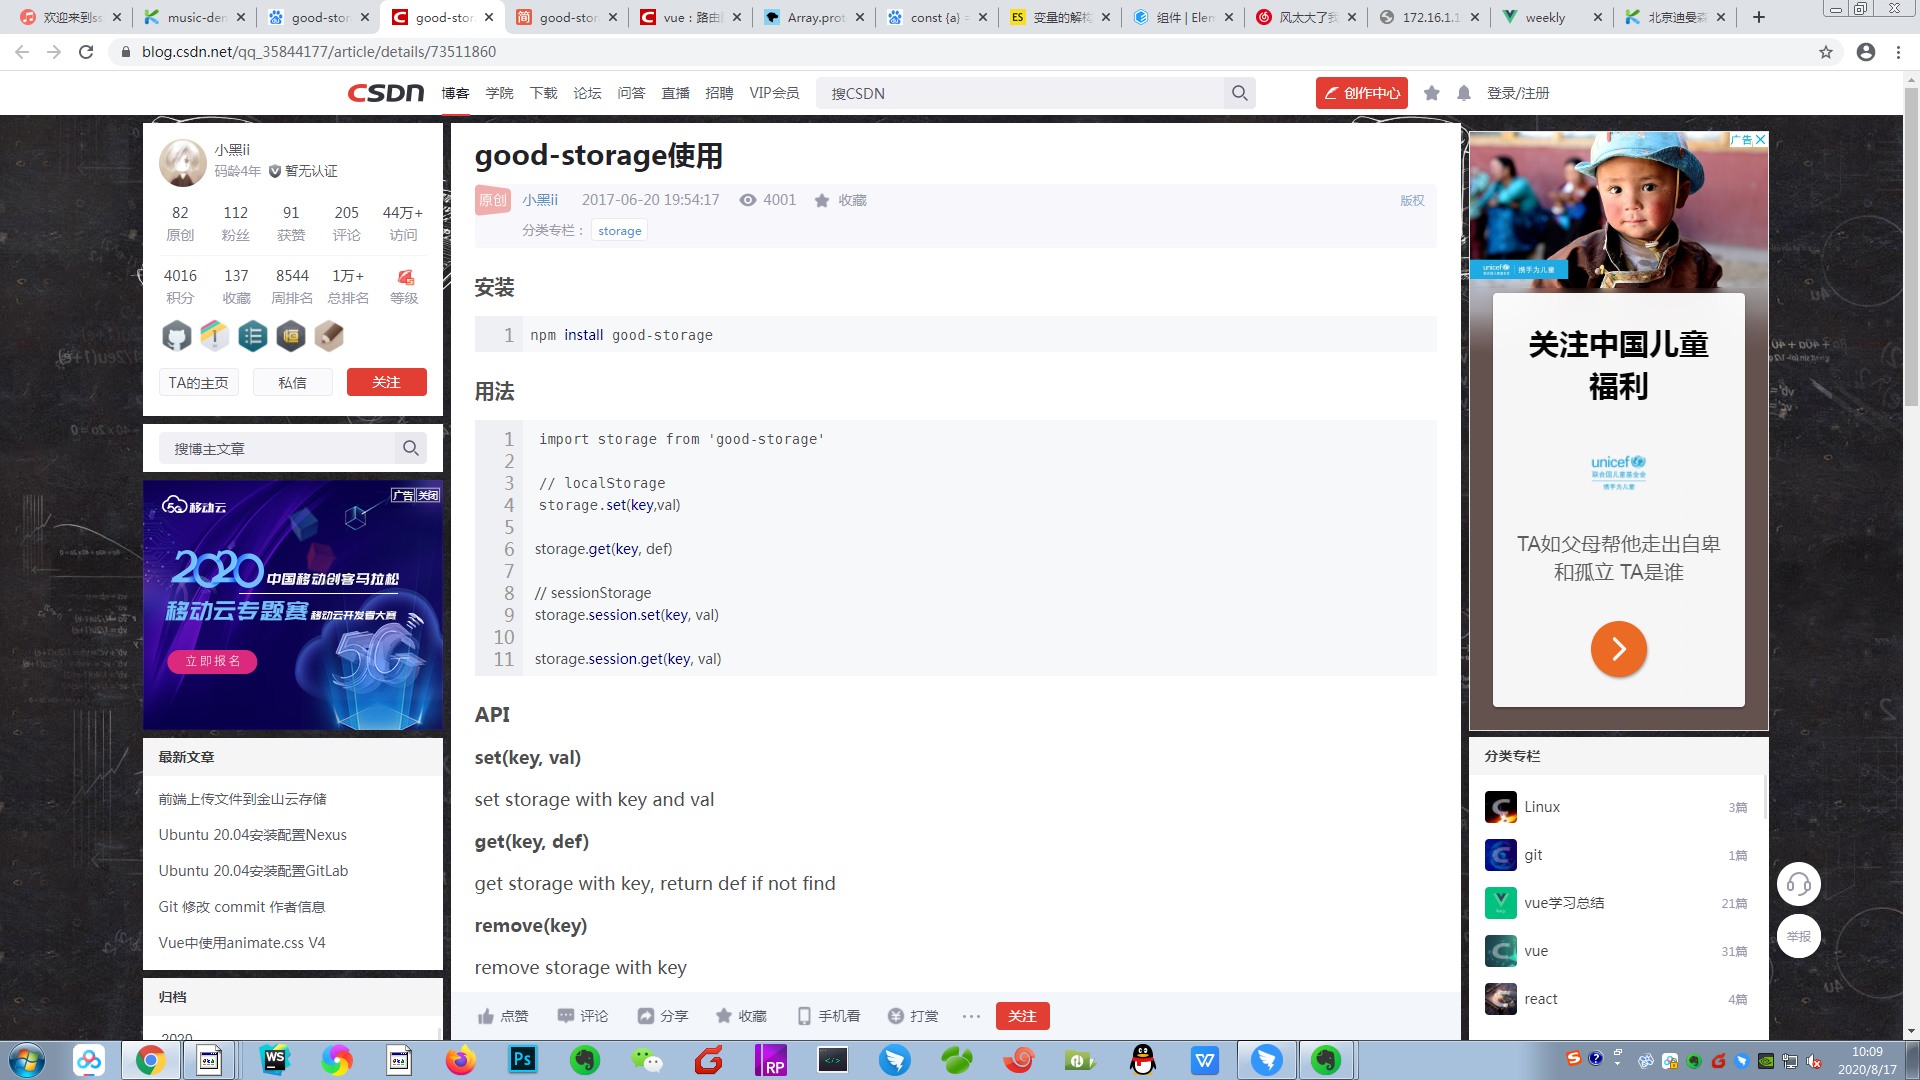 欢迎来到ss
music-den
good-stor
good-stor
good-stor
vue：路由
Array.prot
const {a} =
变量的解构
组件 | Elem
风太大了我
172.16.1.1
weekly
北京迪曼森
blog.csdn.net/qq_35844177/article/details/73511860
CSDN 博客 学院 下载 论坛 问答 直播 招聘 VIP会员 搜CSDN 创作中心 登录/注册
小黑ii
码龄4年 暂无认证
82 112 91 205 44万+
原创 粉丝 获赞 评论 访问
4016 137 8544 1万+
积分 收藏 周排名 总排名 等级
TA的主页 私信 关注
搜博主文章
5G 移动云 广告 关闭
2020 中国移动创客马拉松
移动云专题赛 移动云开发者大赛
5G
立即报名
最新文章
前端上传文件到金山云存储
Ubuntu 20.04安装配置Nexus
Ubuntu 20.04安装配置GitLab
Git 修改 commit 作者信息
Vue中使用animate.css V4
归档
2020
good-storage使用
原创 小黑ii 2017-06-20 19:54:17 4001 收藏 版权
分类专栏： storage
安装
1 npm install good-storage
用法
1 import storage from 'good-storage'
2
3 // localStorage
4 storage.set(key,val)
5
6 storage.get(key, def)
7
8 // sessionStorage
9 storage.session.set(key, val)
10
11 storage.session.get(key, val)
API
set(key, val)
set storage with key and val
get(key, def)
get storage with key, return def if not find
remove(key)
remove storage with key
点赞 评论 分享 收藏 手机看 打赏 ··· 关注
广告
unicef 携手为儿童
关注中国儿童
福利
unicef
联合国儿童基金会
携手为儿童
TA如父母帮他走出自卑
和孤立 TA是谁
分类专栏
Linux 3篇
git 1篇
vue学习总结 21篇
vue 31篇
react 4篇
举报
10:09
2020/8/17